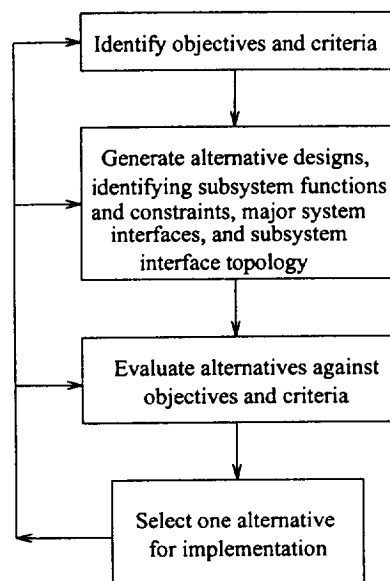 Identify objectives and criteria
Generate alternative designs,
identifying subsystem functions
and constraints, major system
interfaces, and subsystem
interface topology
Evaluate alternatives against
objectives and criteria
Select one alternative
for implementation